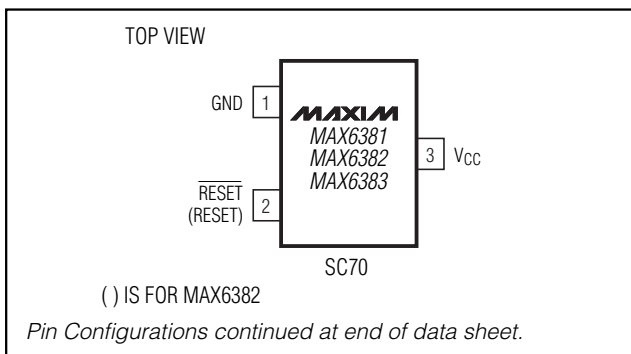 TOP VIEW
GND 1
MAXIM
MAX6381
MAX6382
MAX6383
3 VCC
RESET
(RESET) 2
SC70
( ) IS FOR MAX6382
Pin Configurations continued at end of data sheet.